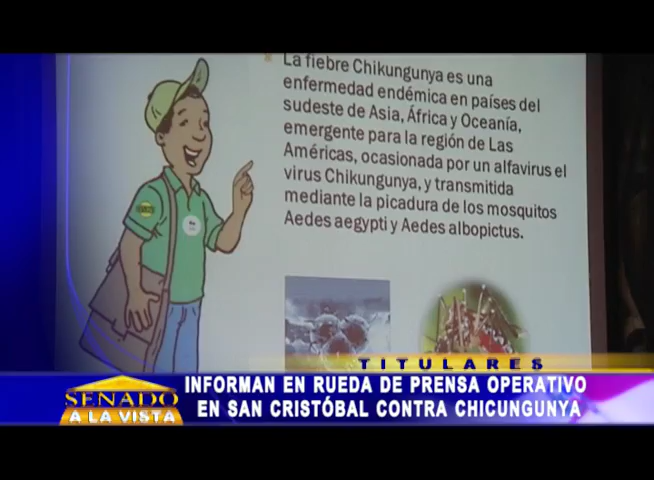 La fiebre Chikungunya es una
enfermedad endémica en países del
sudeste de Asia, África y Oceanía,
emergente para la región de Las
Américas, ocasionada por un alfavirus el
virus Chikungunya, y transmitida
mediante la picadura de los mosquitos
Aedes aegypti y Aedes albopictus.
TITULARES
SENADO
A LA VISTA
INFORMAN EN RUEDA DE PRENSA OPERATIVO
EN SAN CRISTÓBAL CONTRA CHICUNGUNYA